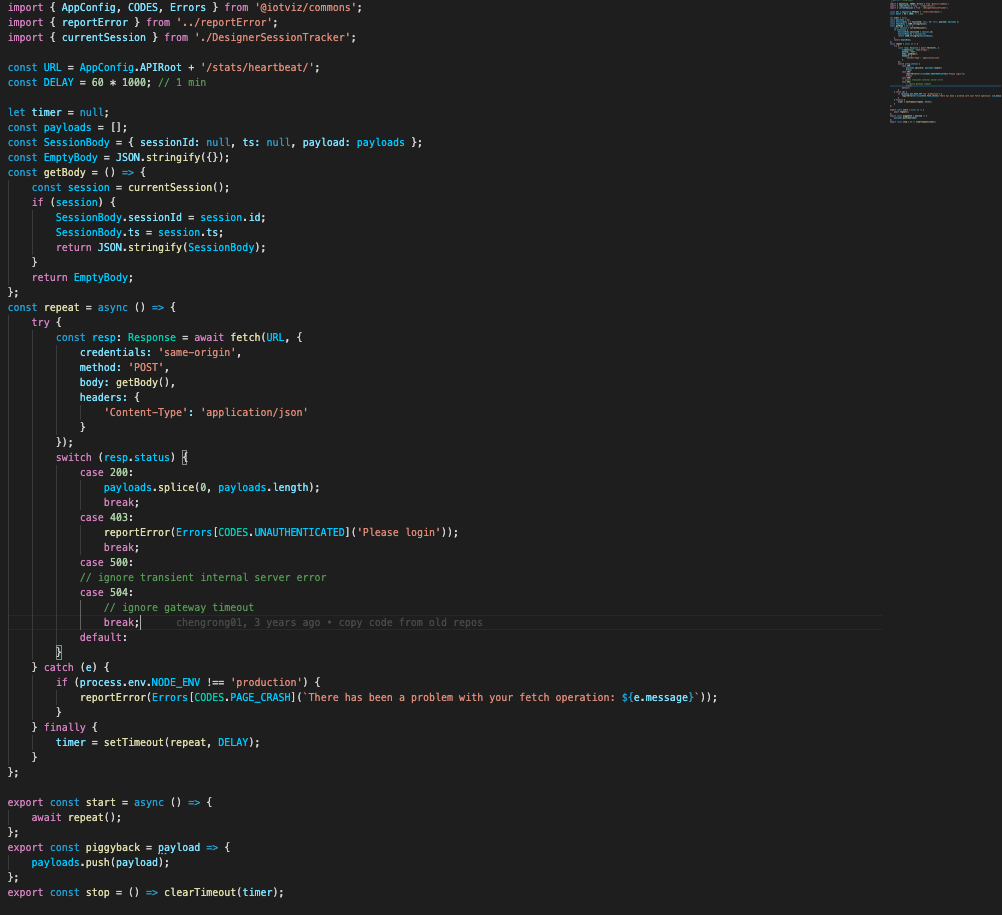 import { AppConfig, CODES, Errors } from '@iotviz/commons';
import { reportError } from '../reportError';
import { currentSession } from './DesignerSessionTracker';

const URL = AppConfig.APIRoot + '/stats/heartbeat/';
const DELAY = 60 * 1000; // 1 min

let timer = null;
const payloads = [];
const SessionBody = { sessionId: null, ts: null, payload: payloads };
const EmptyBody = JSON.stringify({});
const getBody = () => {
    const session = currentSession();
    if (session) {
        SessionBody.sessionId = session.id;
        SessionBody.ts = session.ts;
        return JSON.stringify(SessionBody);
    }
    return EmptyBody;
};
const repeat = async () => {
    try {
        const resp: Response = await fetch(URL, {
            credentials: 'same-origin',
            method: 'POST',
            body: getBody(),
            headers: {
                'Content-Type': 'application/json'
            }
        });
        switch (resp.status) {
            case 200:
                payloads.splice(0, payloads.length);
                break;
            case 403:
                reportError(Errors[CODES.UNAUTHENTICATED]('Please login'));
                break;
            case 500:
            // ignore transient internal server error
            case 504:
                // ignore gateway timeout
                break; chengrong01, 3 years ago • copy code from old repos
            default:
        }
    } catch (e) {
        if (process.env.NODE_ENV !== 'production') {
            reportError(Errors[CODES.PAGE_CRASH](`There has been a problem with your fetch operation: ${e.message}`));
        }
    } finally {
        timer = setTimeout(repeat, DELAY);
    }
};

export const start = async () => {
    await repeat();
};
export const piggyback = payload => {
    payloads.push(payload);
};
export const stop = () => clearTimeout(timer);